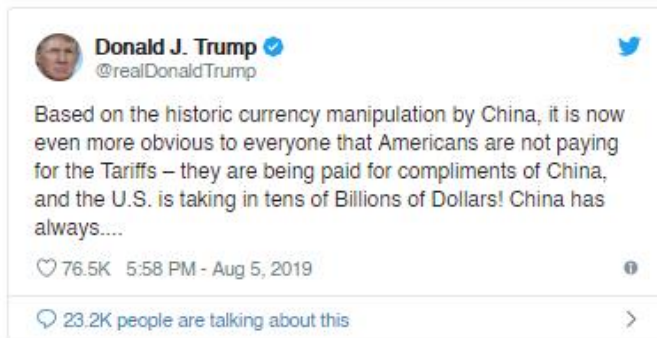 Donald J. Trump
@realDonaldTrump
Based on the historic currency manipulation by China, it is now
even more obvious to everyone that Americans are not paying
for the Tariffs – they are being paid for compliments of China,
and the U.S. is taking in tens of Billions of Dollars! China has
always....
76.5K 5:58 PM - Aug 5, 2019
23.2K people are talking about this